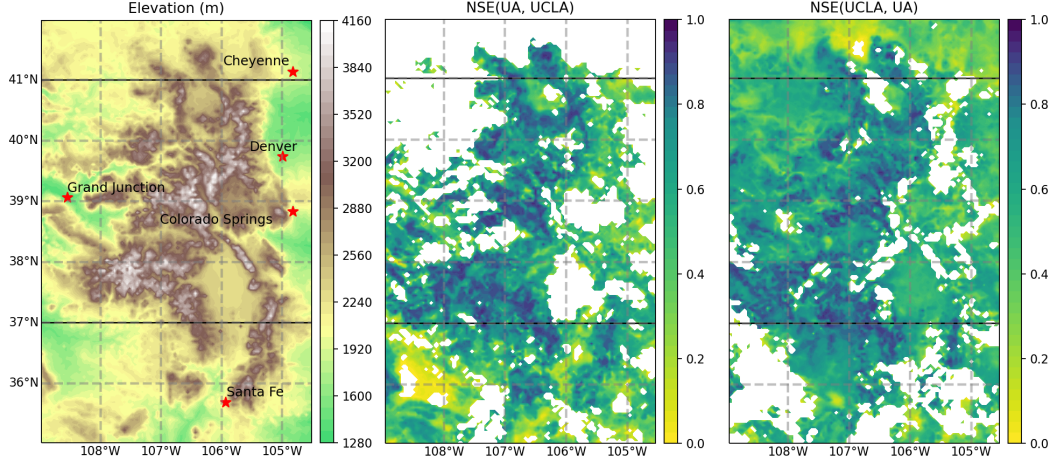 Elevation (m)
NSE(UA, UCLA)
NSE(UCLA, UA)
41°N
40°N
39°N
38°N
37°N
36°N
Cheyenne
Denver
Grand Junction
Colorado Springs
Santa Fe
108°W
107°W
106°W
105°W
4160
3840
3520
3200
2880
2560
2240
1920
1600
1280
108°W
107°W
106°W
105°W
1.0
0.8
0.6
0.4
0.2
0.0
108°W
107°W
106°W
105°W
1.0
0.8
0.6
0.4
0.2
0.0